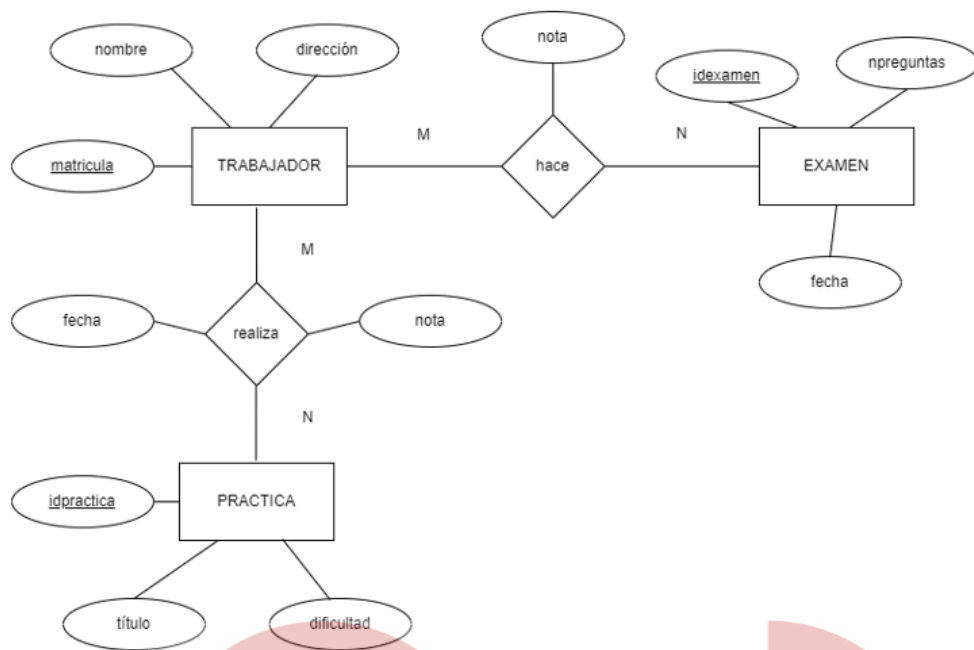 nombre
dirección
nota
idexamen
npreguntas
matricula
TRABAJADOR
M
hace
N
EXAMEN
M
fecha
fecha
realiza
nota
N
idpractica
PRACTICA
título
dificultad